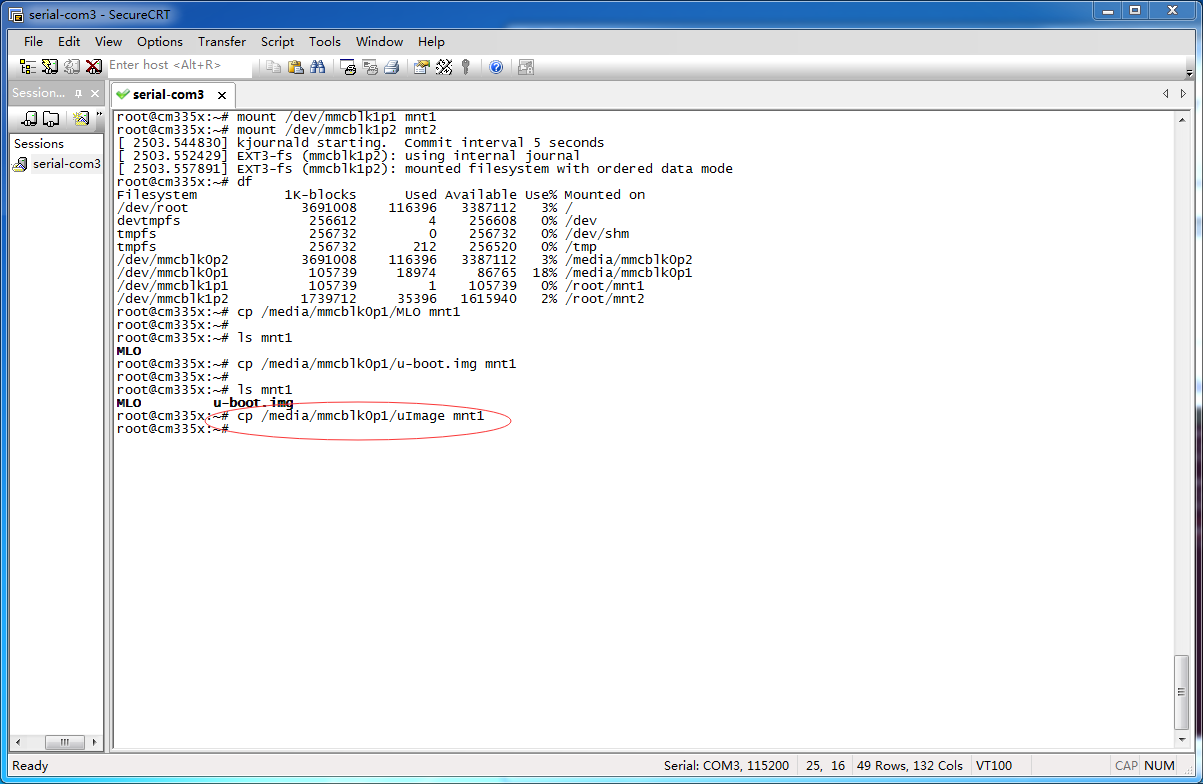 serial-com3 - SecureCRT
File Edit View Options Transfer Script Tools Window Help
Enter host <Alt+R>
Session... serial-com3
Sessions
serial-com3
root@cm335x:~# mount /dev/mmcblk1p1 mnt1
root@cm335x:~# mount /dev/mmcblk1p2 mnt2
[ 2503.544830] kjournald starting.  Commit interval 5 seconds
[ 2503.552429] EXT3-fs (mmcblk1p2): using internal journal
[ 2503.557891] EXT3-fs (mmcblk1p2): mounted filesystem with ordered data mode
root@cm335x:~# df
Filesystem           1K-blocks      Used Available Use% Mounted on
/dev/root              3691008    116396   3387112   3% /
devtmpfs                256612         4    256608   0% /dev
tmpfs                   256732         0    256732   0% /dev/shm
tmpfs                   256732       212    256520   0% /tmp
/dev/mmcblk0p2         3691008    116396   3387112   3% /media/mmcblk0p2
/dev/mmcblk0p1          105739     18974     86765  18% /media/mmcblk0p1
/dev/mmcblk1p1          105739         1    105739   0% /root/mnt1
/dev/mmcblk1p2         1739712     35396   1615940   2% /root/mnt2
root@cm335x:~# cp /media/mmcblk0p1/MLO mnt1
root@cm335x:~#
root@cm335x:~# ls mnt1
MLO
root@cm335x:~# cp /media/mmcblk0p1/u-boot.img mnt1
root@cm335x:~#
root@cm335x:~# ls mnt1
MLO         u-boot.img
root@cm335x:~# cp /media/mmcblk0p1/uImage mnt1
root@cm335x:~#
Ready Serial: COM3, 115200 25, 16 49 Rows, 132 Cols VT100 CAP NUM